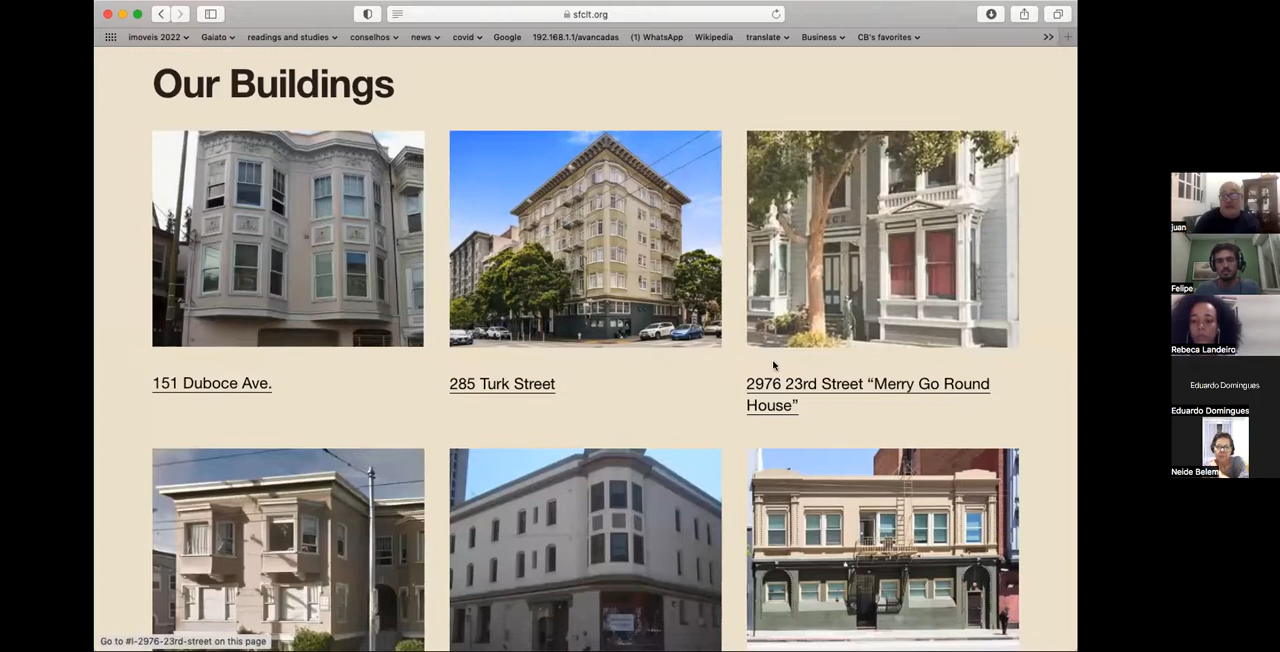 sfclt.org
imoveis 2022
Gaiato
readings and studies
conselhos
news
covid
Google
192.168.1.1/avancadas
(1) WhatsApp
Wikipedia
translate
Business
CB's favorites
Our Buildings
151 Duboce Ave.
285 Turk Street
2976 23rd Street “Merry Go Round
House”
Go to #l-2976-23rd-street on this page
juan
Felipe
Rebeca Landeiro
Eduardo Domingues
Eduardo Domingues
Neide Belem